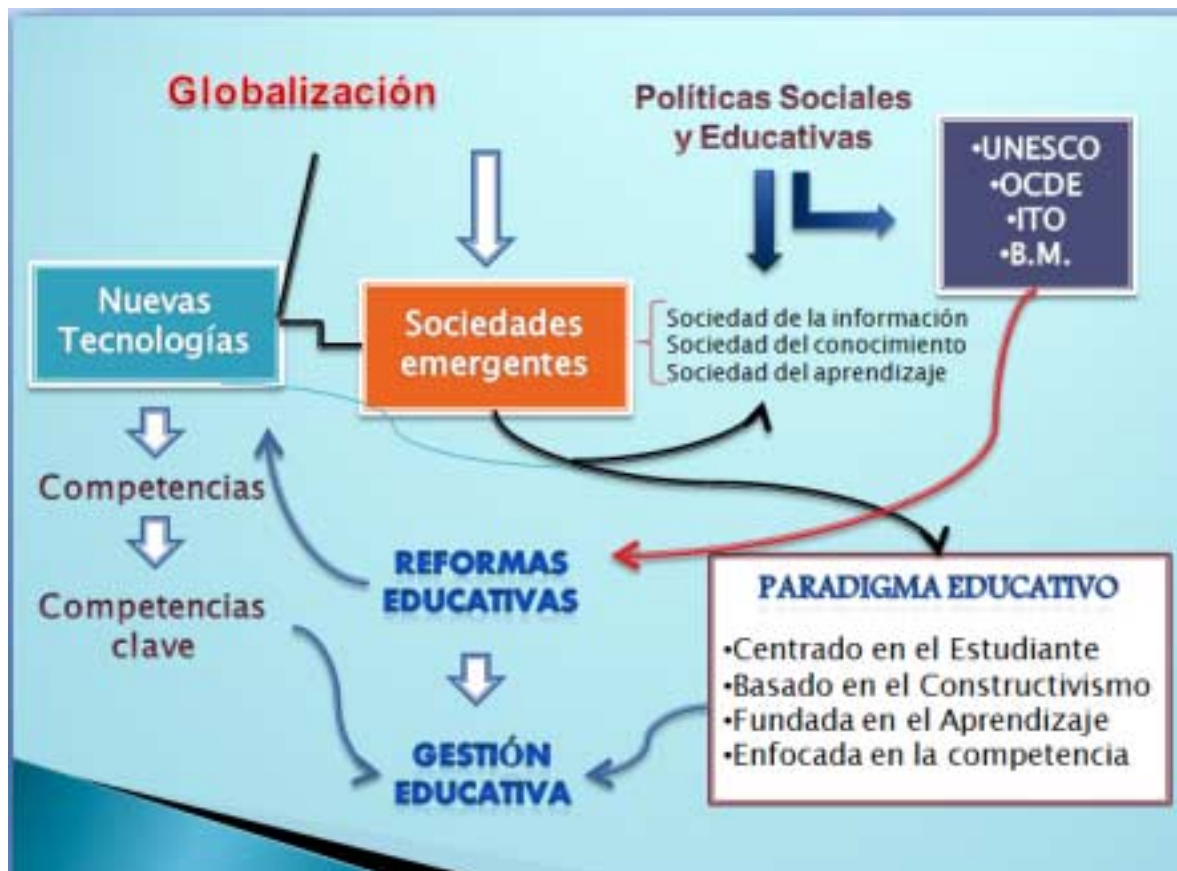 Globalización
Políticas Sociales
y Educativas
•UNESCO
•OCDE
•ITO
•B.M.
Nuevas
Tecnologías
Sociedades
emergentes
Sociedad de la información
Sociedad del conocimiento
Sociedad del aprendizaje
Competencias
Competencias
clave
REFORMAS
EDUCATIVAS
GESTIÓN
EDUCATIVA
PARADIGMA EDUCATIVO
•Centrado en el Estudiante
•Basado en el Constructivismo
•Fundada en el Aprendizaje
•Enfocada en la competencia